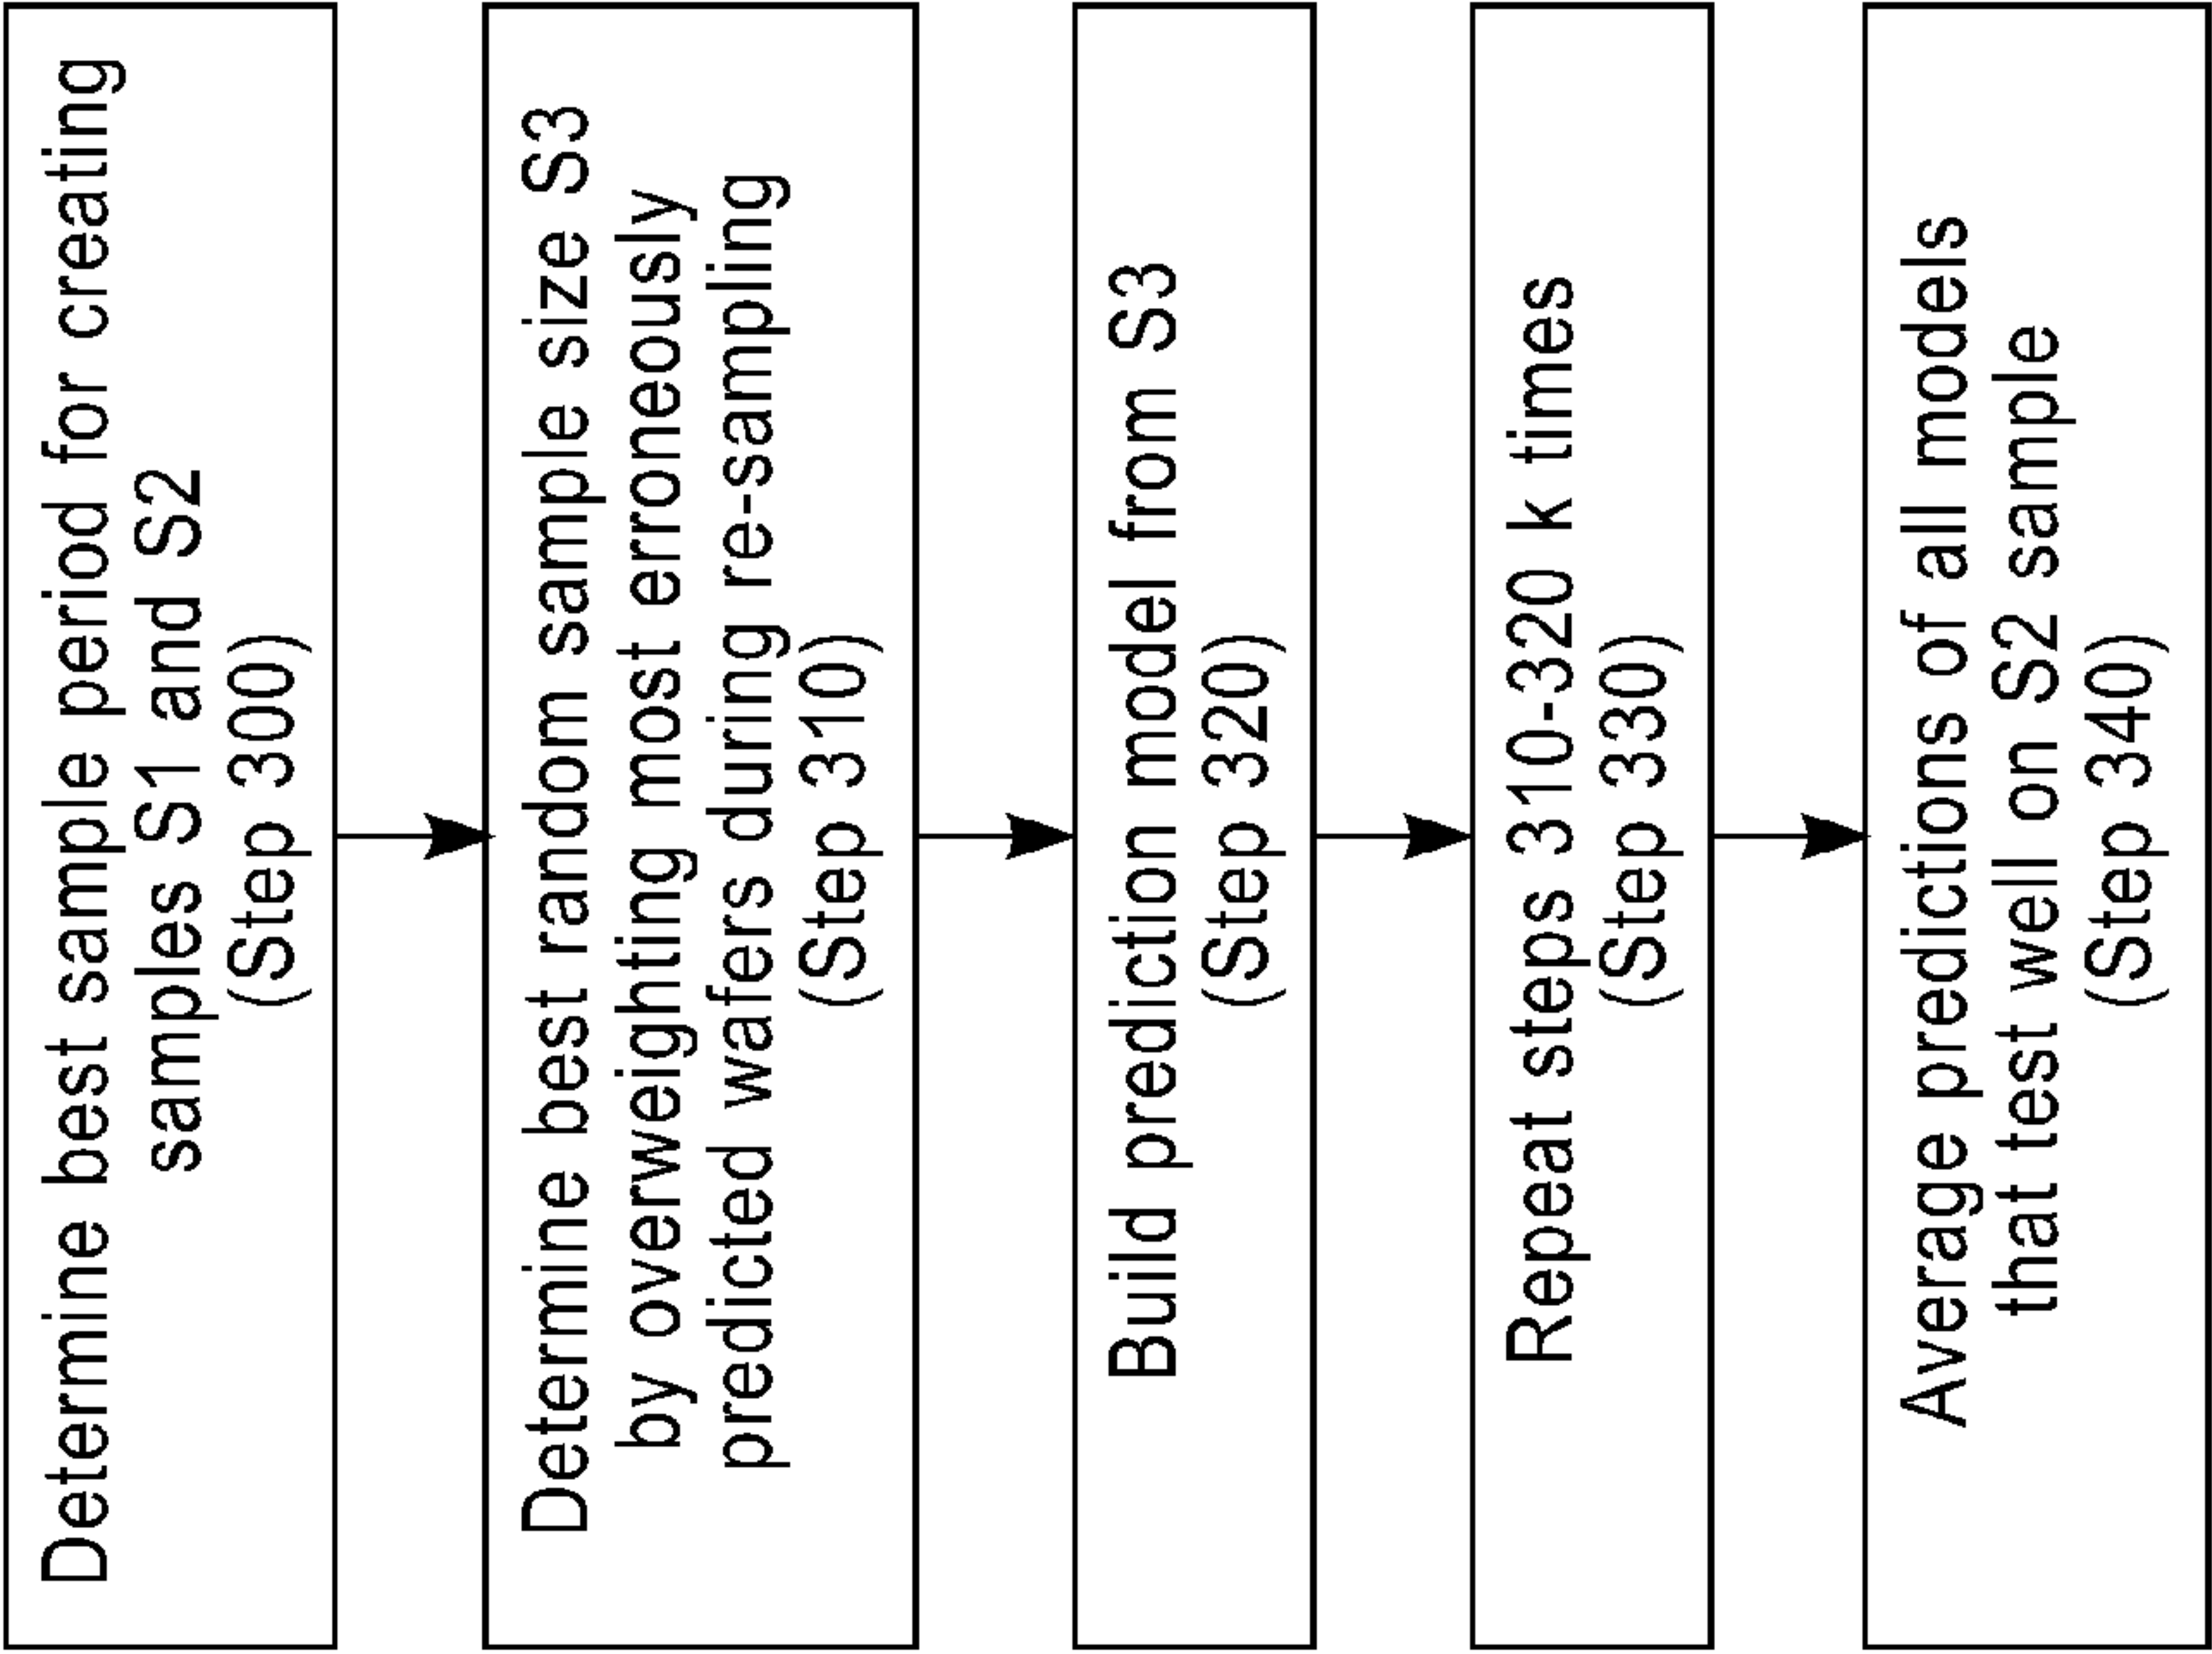 Determine best sample period for creating
samples S1 and S2
(Step 300)
Determine best random sample size S3
by overweighting most erroneously
predicted wafers during re-sampling
(Step 310)
Build prediction model from S3
(Step 320)
Repeat steps 310-320 k times
(Step 330)
Average predictions of all models
that test well on S2 sample
(Step 340)